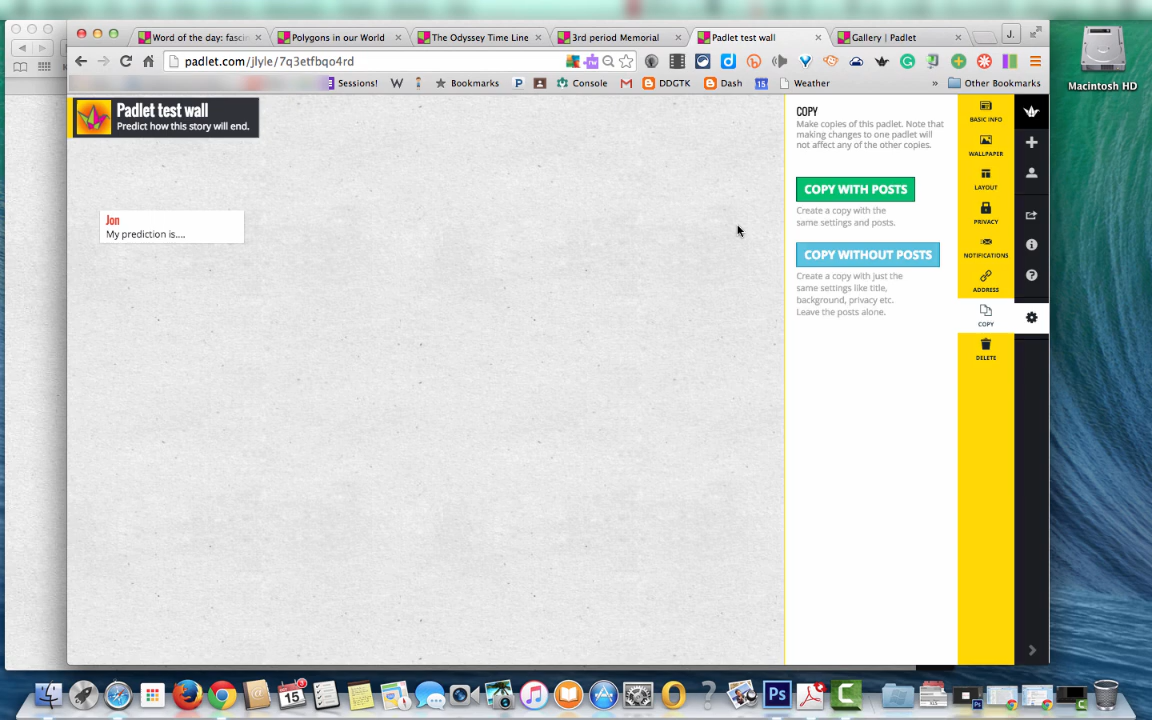 Word of the day: fascin
Polygons in our World
The Odyssey Time Line
3rd period Memorial
Padlet test wall
Gallery | Padlet
J.
padlet.com/jlyle/7q3etfbqo4rd
Sessions!
W
Bookmarks
P
Console
DDGTK
Dash
15
Weather
»
Other Bookmarks
Macintosh HD
Padlet test wall
Predict how this story will end.
Jon
My prediction is....
COPY
Make copies of this padlet. Note that
making changes to one padlet will
not affect any of the other copies.
COPY WITH POSTS
Create a copy with the
same settings and posts.
COPY WITHOUT POSTS
Create a copy with just the
same settings like title,
background, privacy etc.
Leave the posts alone.
BASIC INFO
WALLPAPER
LAYOUT
PRIVACY
NOTIFICATIONS
ADDRESS
COPY
DELETE
15
Ps